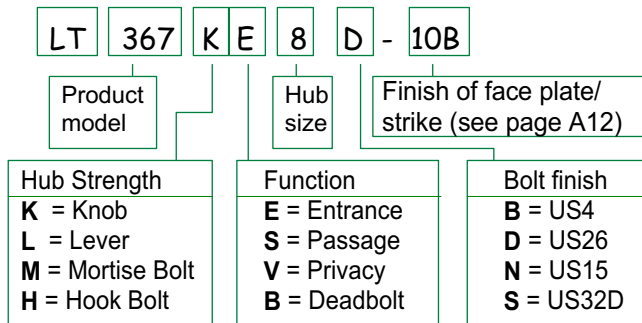 LT 367 K E 8 D - 10B
Product
model
Hub
size
Finish of face plate/
strike (see page A12)
Hub Strength
K = Knob
L = Lever
M = Mortise Bolt
H = Hook Bolt
Function
E = Entrance
S = Passage
V = Privacy
B = Deadbolt
Bolt finish
B = US4
D = US26
N = US15
S = US32D